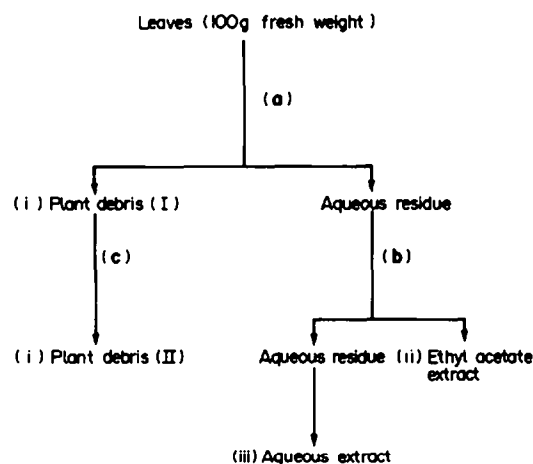 Leaves (100g fresh weight)
(a)
(i) Plant debris (I)
Aqueous residue
(c)
(b)
(i) Plant debris (II)
Aqueous residue
(ii) Ethyl acetate
extract
(iii) Aqueous extract